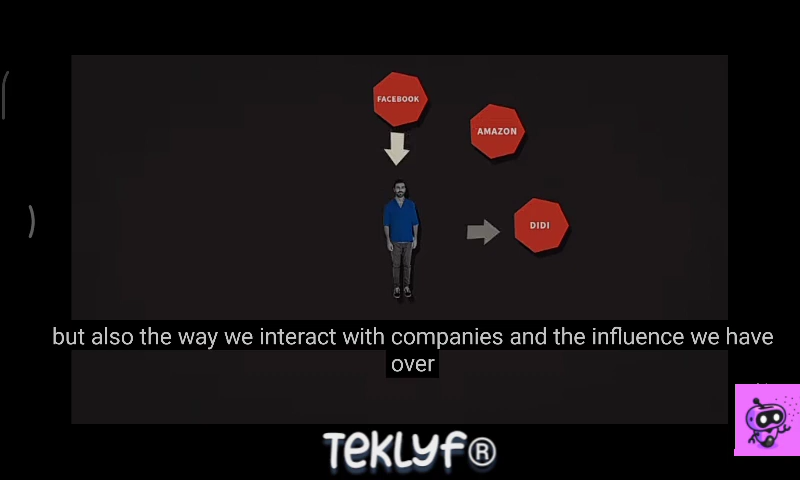 FACEBOOK
AMAZON
DIDI
but also the way we interact with companies and the influence we have
over
TEKLYF®